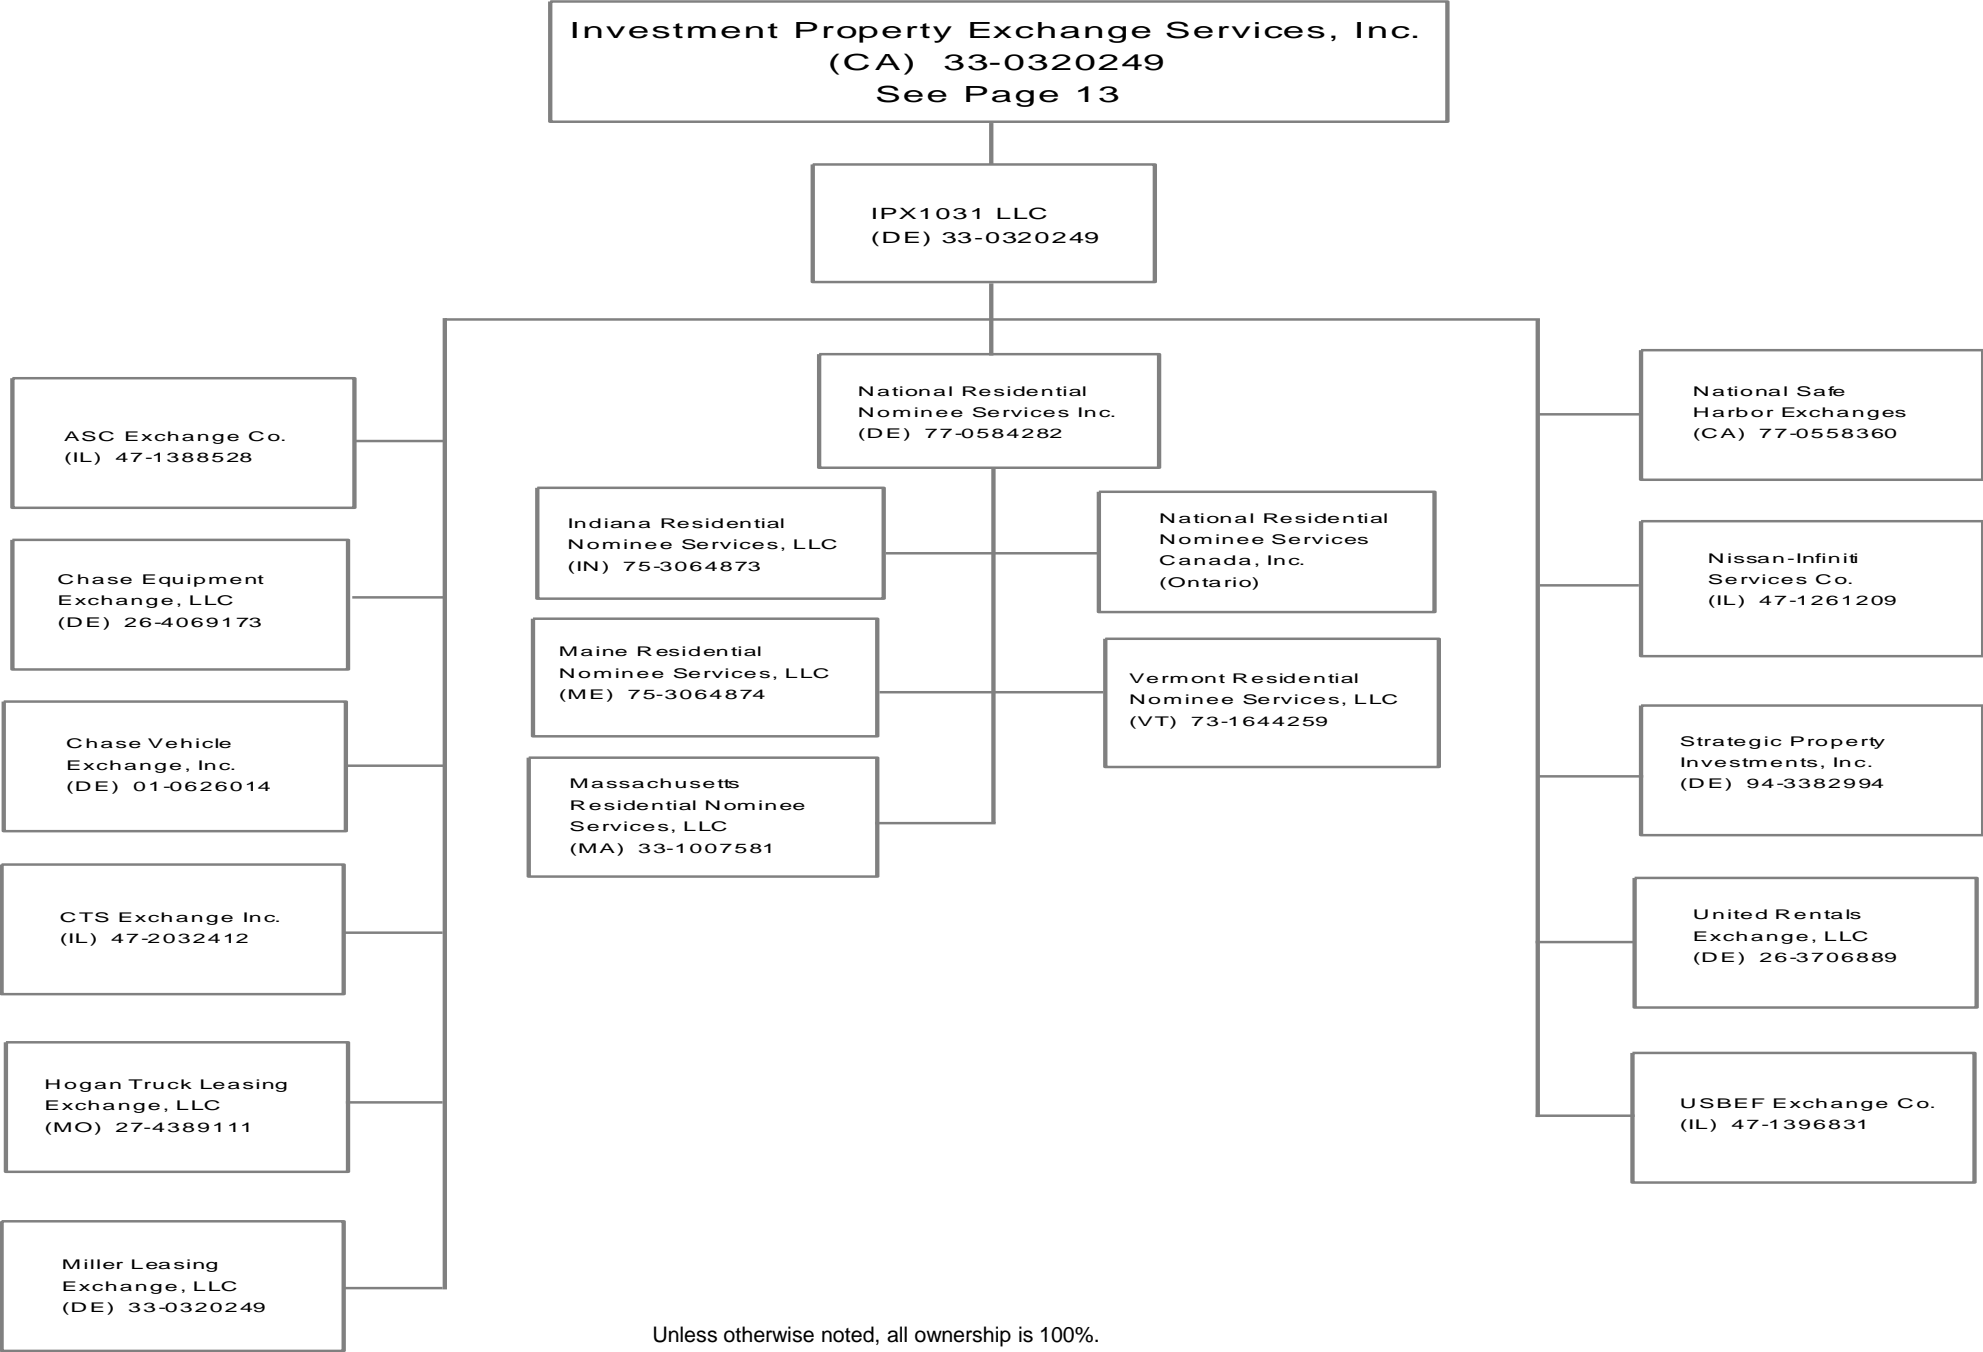 Investment Property Exchange Services, Inc.
(CA) 33-0320249
See Page 13
IPX1031 LLC
(DE) 33-0320249
National Residential
Nominee Services Inc.
(DE) 77-0584282
ASC Exchange Co.
(IL) 47-1388528
Chase Equipment
Exchange, LLC
(DE) 26-4069173
Chase Vehicle
Exchange, Inc.
(DE) 01-0626014
CTS Exchange Inc.
(IL) 47-2032412
Hogan Truck Leasing
Exchange, LLC
(MO) 27-4389111
Miller Leasing
Exchange, LLC
(DE) 33-0320249
Indiana Residential
Nominee Services, LLC
(IN) 75-3064873
Maine Residential
Nominee Services, LLC
(ME) 75-3064874
Massachusetts
Residential Nominee
Services, LLC
(MA) 33-1007581
National Residential
Nominee Services
Canada, Inc.
(Ontario)
Vermont Residential
Nominee Services, LLC
(VT) 73-1644259
National Safe
Harbor Exchanges
(CA) 77-0558360
Nissan-Infiniti
Services Co.
(IL) 47-1261209
Strategic Property
Investments, Inc.
(DE) 94-3382994
United Rentals
Exchange, LLC
(DE) 26-3706889
USBEF Exchange Co.
(IL) 47-1396831
Unless otherwise noted, all ownership is 100%.